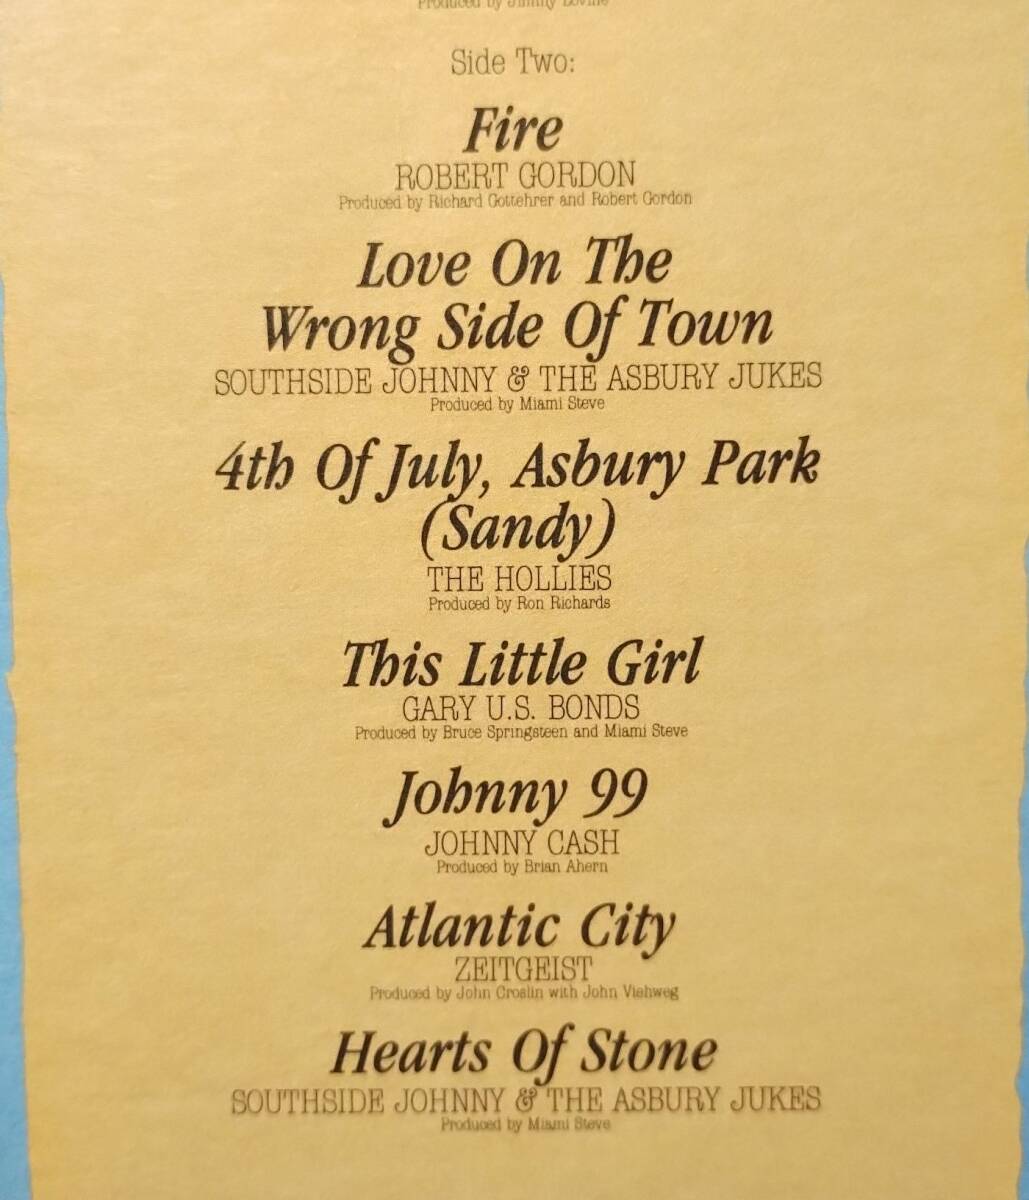 Produced by Jimmy Iovine
Side Two:
Fire
ROBERT GORDON
Produced by Richard Gottehrer and Robert Gordon
Love On The
Wrong Side Of Town
SOUTHSIDE JOHNNY & THE ASBURY JUKES
Produced by Miami Steve
4th Of July, Asbury Park
(Sandy)
THE HOLLIES
Produced by Ron Richards
This Little Girl
GARY U.S. BONDS
Produced by Bruce Springsteen and Miami Steve
Johnny 99
JOHNNY CASH
Produced by Brian Ahern
Atlantic City
ZEITGEIST
Produced by John Croslin with John Viehweg
Hearts Of Stone
SOUTHSIDE JOHNNY & THE ASBURY JUKES
Produced by Miami Steve